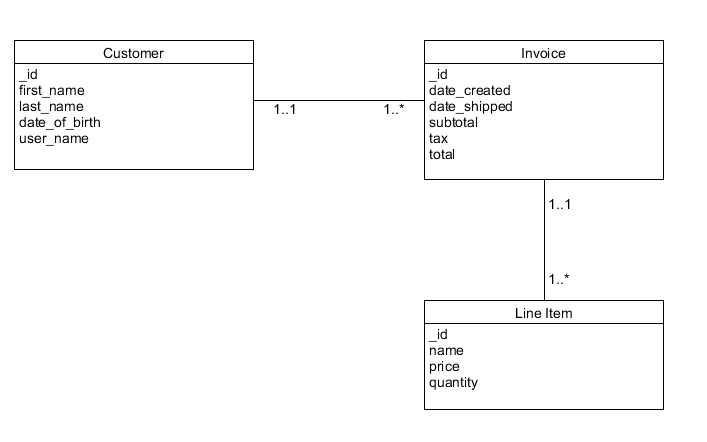 Customer
_id
first_name
last_name
date_of_birth
user_name
1..1
1..*
Invoice
_id
date_created
date_shipped
subtotal
tax
total
1..1
1..*
Line Item
_id
name
price
quantity